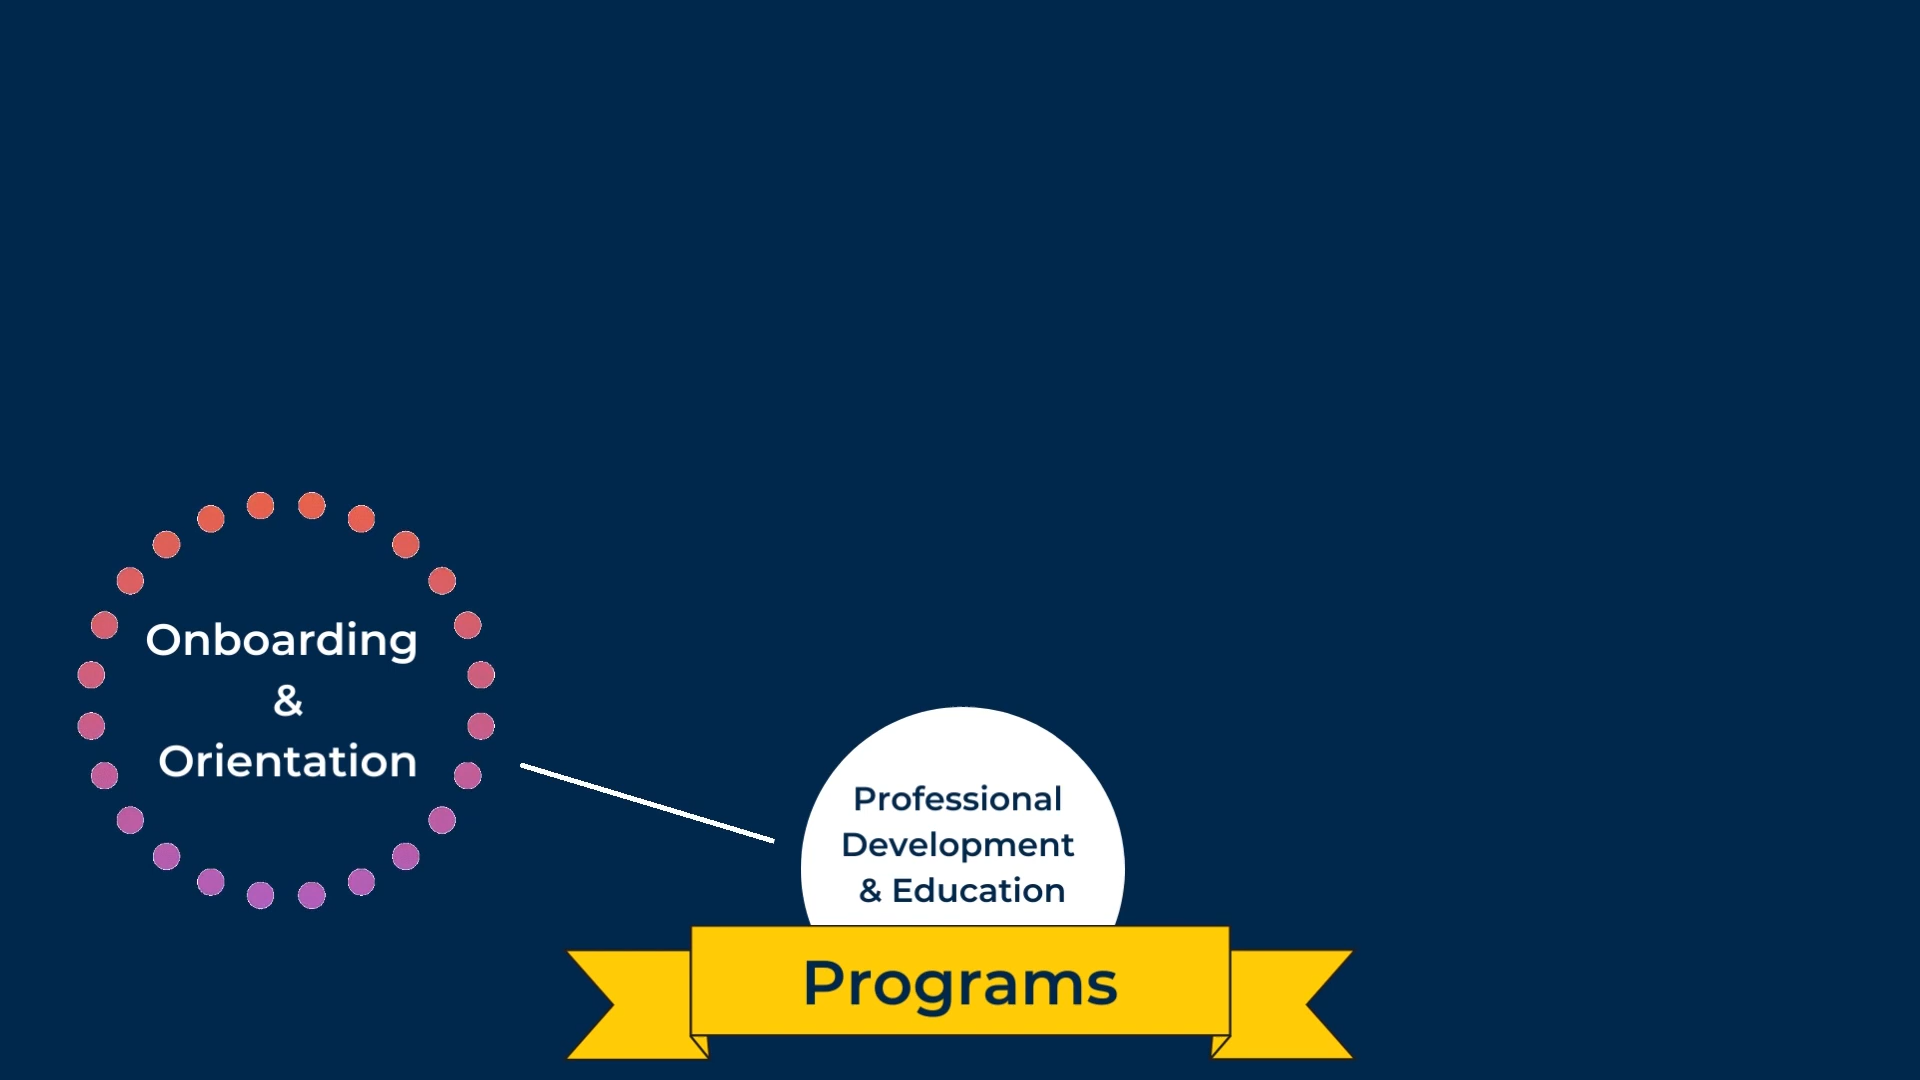 Onboarding
&
Orientation
Professional
Development
& Education
Programs